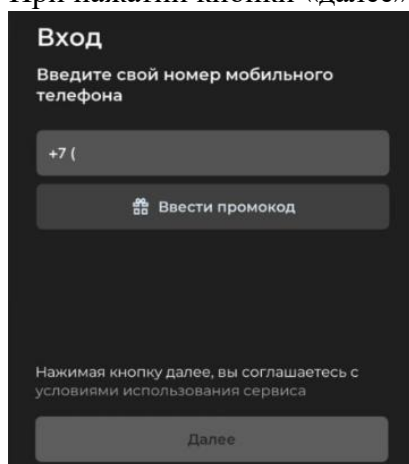 При нажатии кнопки «далее»
Вход
Введите свой номер мобильного
телефона
+7 (
Ввести промокод
Нажимая кнопку далее, вы соглашаетесь с
условиями использования сервиса
Далее